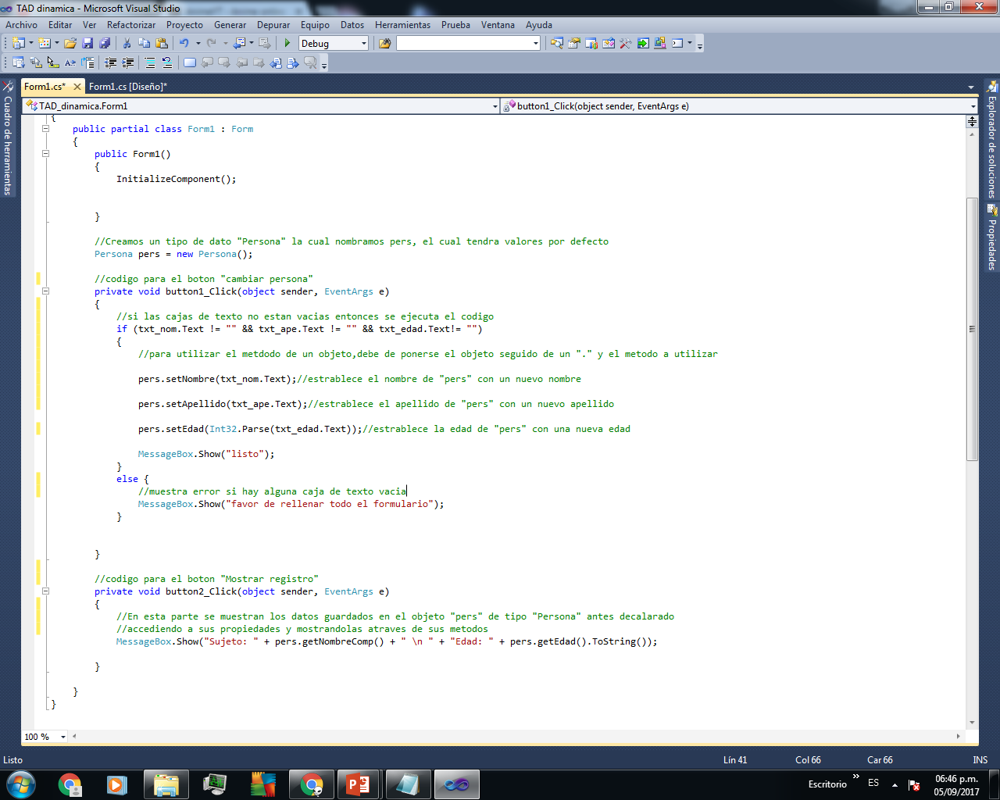 TAD dinamica - Microsoft Visual Studio
Archivo Editar Ver Refactorizar Proyecto Generar Depurar Equipo Datos Herramientas Prueba Ventana Ayuda
Debug
Form1.cs* Form1.cs [Diseño]*
Cuadro de herramientas
TAD_dinamica.Form1 button1_Click(object sender, EventArgs e)
Explorador de soluciones
Propiedades
{
public partial class Form1 : Form
{
public Form1()
{
InitializeComponent();
}
//Creamos un tipo de dato "Persona" la cual nombramos pers, el cual tendra valores por defecto
Persona pers = new Persona();
//codigo para el boton "cambiar persona"
private void button1_Click(object sender, EventArgs e)
{
//si las cajas de texto no estan vacias entonces se ejecuta el codigo
if (txt_nom.Text != "" && txt_ape.Text != "" && txt_edad.Text!= "")
{
//para utilizar el metdodo de un objeto,debe de ponerse el objeto seguido de un "." y el metodo a utilizar
pers.setNombre(txt_nom.Text);//estrablece el nombre de "pers" con un nuevo nombre
pers.setApellido(txt_ape.Text);//estrablece el apellido de "pers" con un nuevo apellido
pers.setEdad(Int32.Parse(txt_edad.Text));//estrablece la edad de "pers" con una nueva edad
MessageBox.Show("listo");
}
else {
//muestra error si hay alguna caja de texto vacia
MessageBox.Show("favor de rellenar todo el formulario");
}
}
//codigo para el boton "Mostrar registro"
private void button2_Click(object sender, EventArgs e)
{
//En esta parte se muestran los datos guardados en el objeto "pers" de tipo "Persona" antes decalarado
//accediendo a sus propiedades y mostrandolas atraves de sus metodos
MessageBox.Show("Sujeto: " + pers.getNombreComp() + " \n " + "Edad: " + pers.getEdad().ToString());
}
}
}
100 %
Listo Lín 41 Col 66 Car 66 INS
Escritorio » ES 06:46 p.m.
05/09/2017